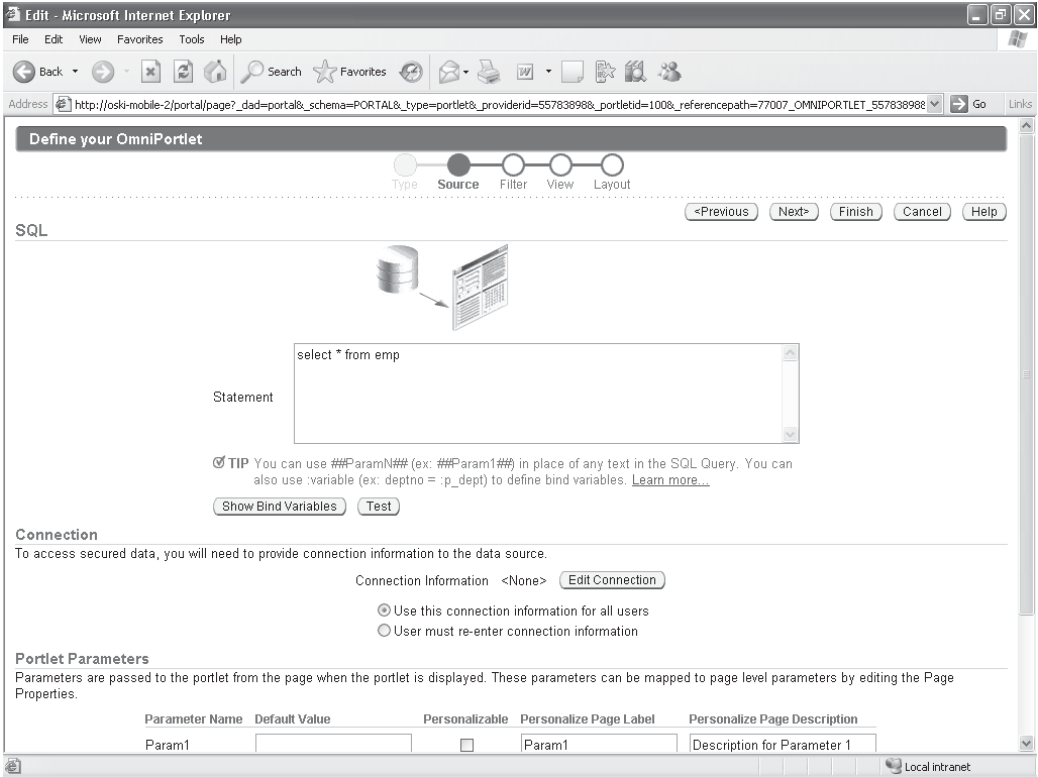 Edit - Microsoft Internet Explorer
File Edit View Favorites Tools Help
Back Search Favorites
Address http://oski-mobile-2/portal/page?_dad=portal&_schema=PORTAL&_type=portlet&_providerid=55783898&_portletid=100&_referencepath=77007_OMNIPORTLET_55783898 Go Links
Define your OmniPortlet
Type Source Filter View Layout
<Previous Next> Finish Cancel Help
SQL
select * from emp
Statement
TIP You can use ##ParamN## (ex: ##Param1##) in place of any text in the SQL Query. You can
also use :variable (ex: deptno = :p_dept) to define bind variables. Learn more...
Show Bind Variables Test
Connection
To access secured data, you will need to provide connection information to the data source.
Connection Information <None> Edit Connection
Use this connection information for all users
User must re-enter connection information
Portlet Parameters
Parameters are passed to the portlet from the page when the portlet is displayed. These parameters can be mapped to page level parameters by editing the Page
Properties.
Parameter Name Default Value Personalizable Personalize Page Label Personalize Page Description
Param1 Param1 Description for Parameter 1
Local intranet